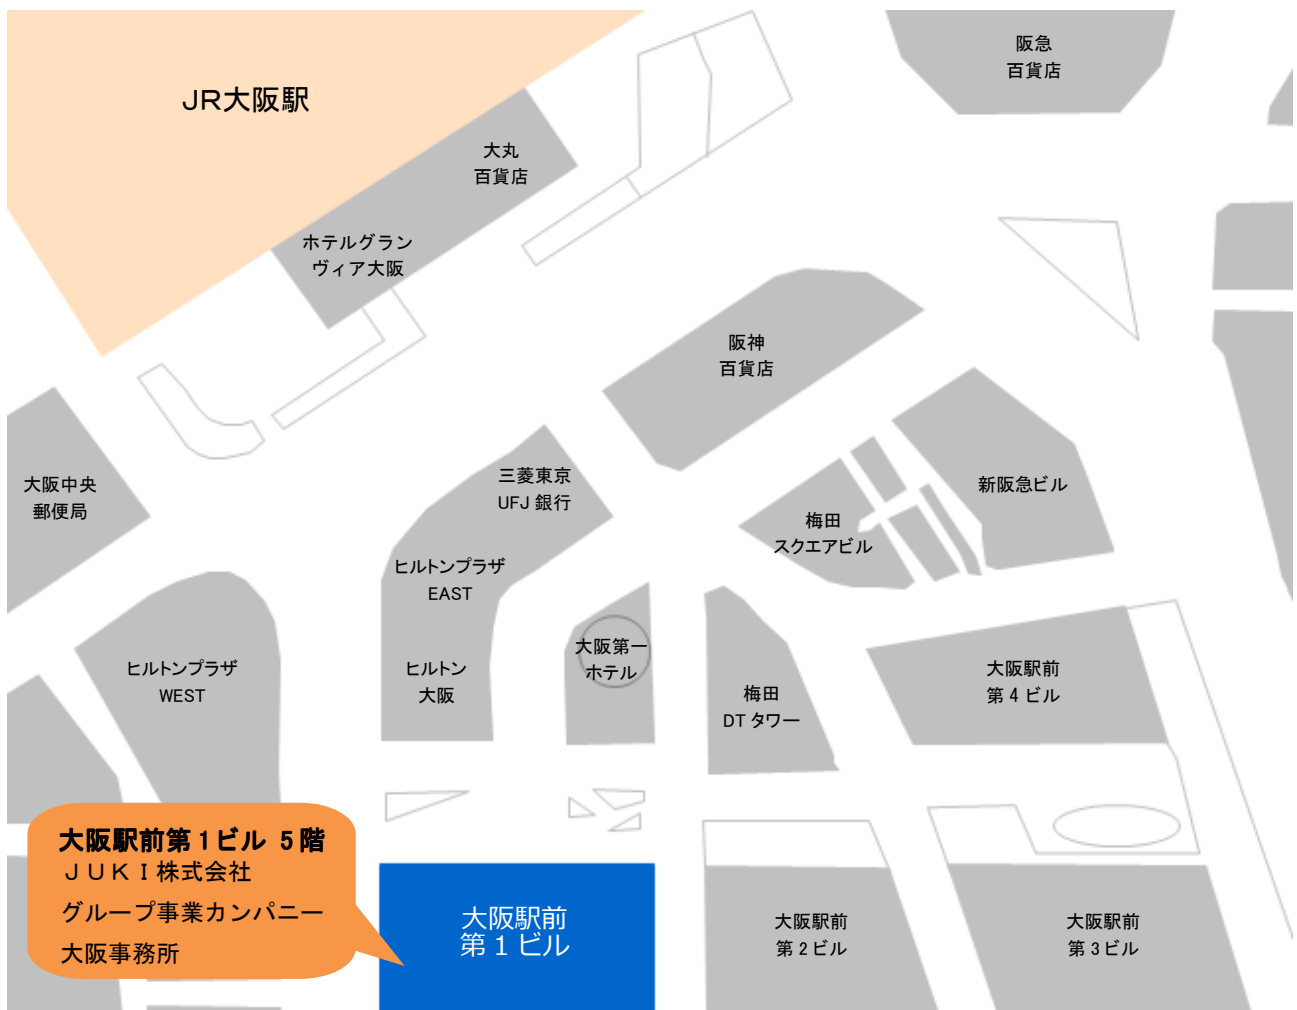 阪急
百貨店
JR大阪駅
大丸
百貨店
ホテルグラン
ヴィア大阪
阪神
百貨店
大阪中央
郵便局
三菱東京
UFJ 銀行
新阪急ビル
梅田
スクエアビル
ヒルトンプラザ
EAST
大阪第一
ホテル
ヒルトンプラザ
WEST
ヒルトン
大阪
梅田
DT タワー
大阪駅前
第 4 ビル
大阪駅前第 1 ビル 5 階
JUKI株式会社
グループ事業カンパニー
大阪事務所
大阪駅前
第 1 ビル
大阪駅前
第 2 ビル
大阪駅前
第 3 ビル